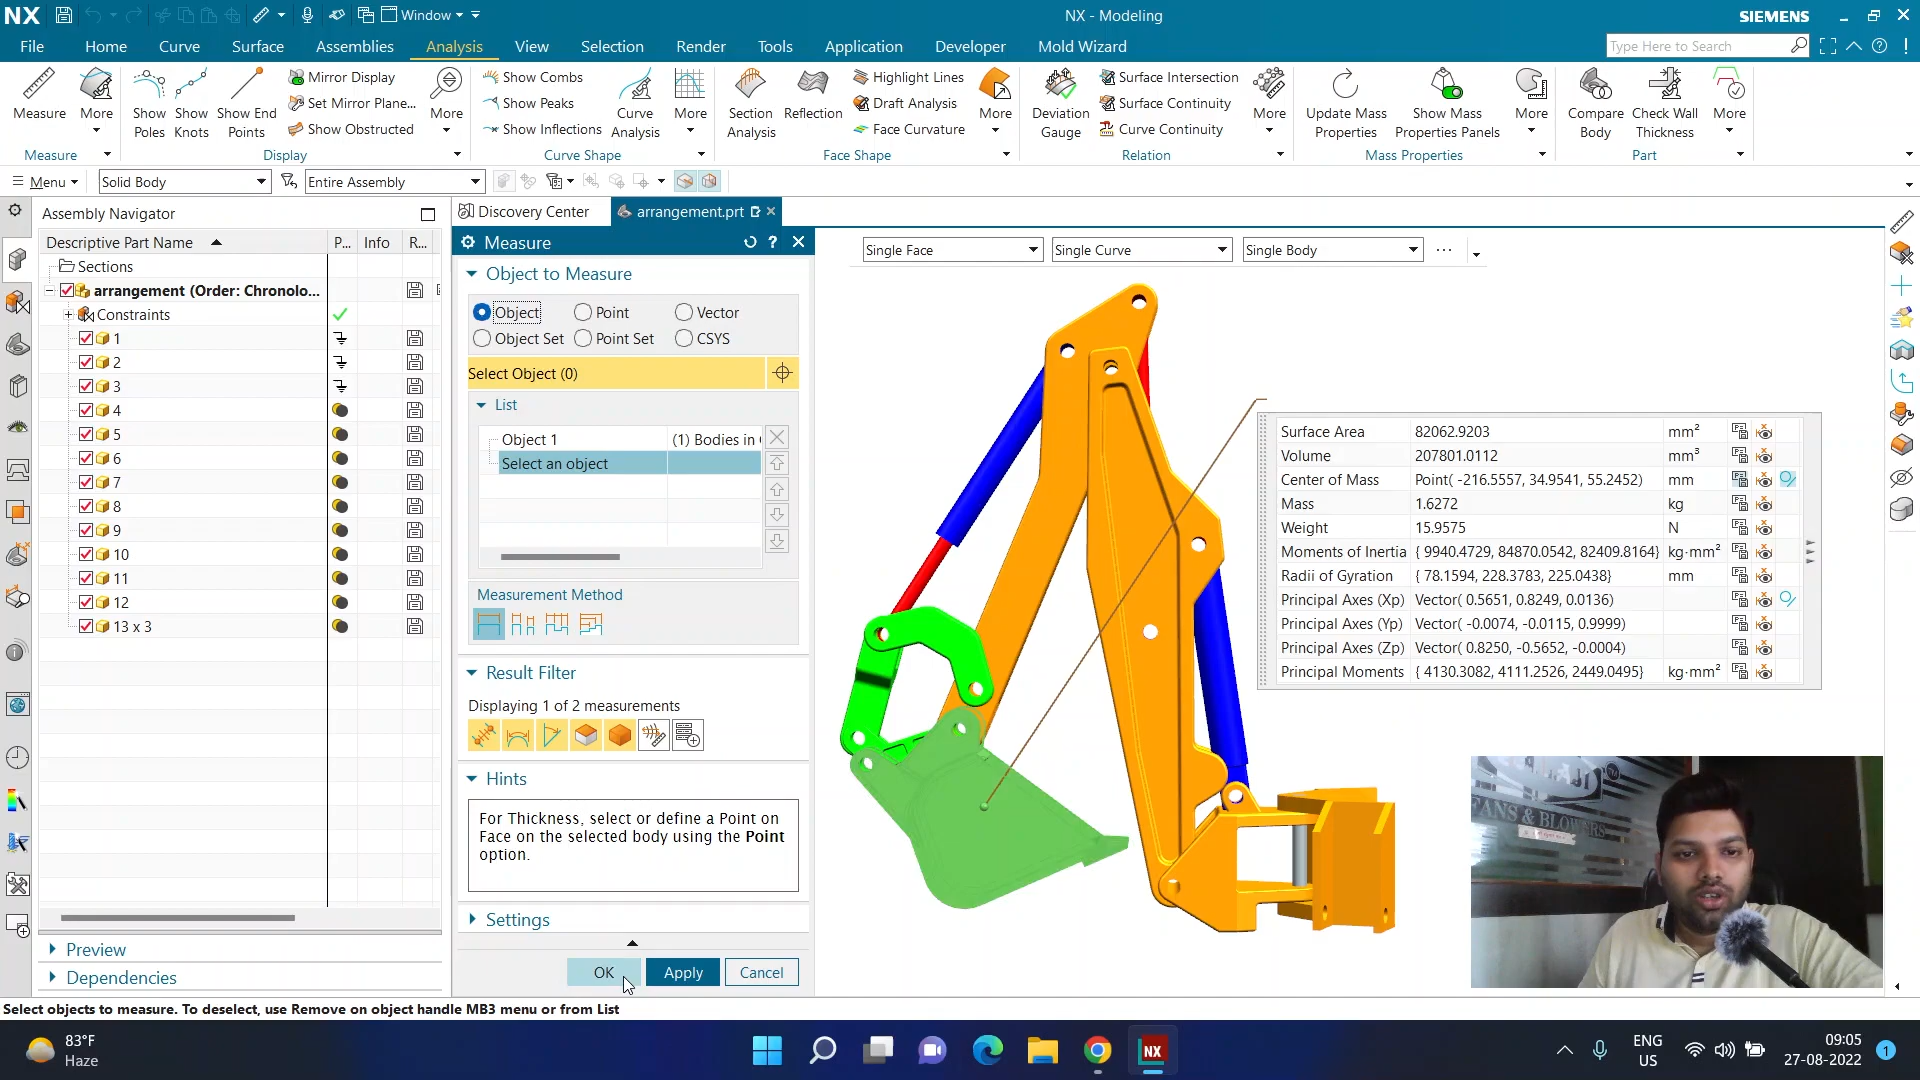 NX
Window
NX - Modeling
SIEMENS
File
Home
Curve
Surface
Assemblies
Analysis
View
Selection
Render
Tools
Application
Developer
Mold Wizard
Type Here to Search
Measure
More
Measure
Show Poles
Show Knots
Show End Points
Mirror Display
Set Mirror Plane...
Show Obstructed
More
Display
Show Combs
Show Peaks
Show Inflections
Curve Analysis
More
Curve Shape
Section Analysis
Reflection
Highlight Lines
Draft Analysis
Face Curvature
More
Face Shape
Deviation Gauge
Surface Intersection
Surface Continuity
Curve Continuity
More
Relation
Update Mass Properties
Show Mass Properties Panels
More
Mass Properties
Compare Body
Check Wall Thickness
More
Part
Menu
Solid Body
Entire Assembly
Assembly Navigator
Descriptive Part Name
P...
Info
R...
Sections
arrangement (Order: Chronolo...
Constraints
1
2
3
4
5
6
7
8
9
10
11
12
13 x 3
Preview
Dependencies
Discovery Center
arrangement.prt
Measure
Object to Measure
Object
Point
Vector
Object Set
Point Set
CSYS
Select Object (0)
List
Object 1
(1) Bodies in
Select an object
Measurement Method
Result Filter
Displaying 1 of 2 measurements
Hints
For Thickness, select or define a Point on
Face on the selected body using the Point
option.
Settings
OK
Apply
Cancel
Single Face
Single Curve
Single Body
Surface Area 82062.9203 mm²
Volume 207801.0112 mm³
Center of Mass Point( -216.5557, 34.9541, 55.2452) mm
Mass 1.6272 kg
Weight 15.9575 N
Moments of Inertia { 9940.4729, 84870.0542, 82409.8164} kg·mm²
Radii of Gyration { 78.1594, 228.3783, 225.0438} mm
Principal Axes (Xp) Vector( 0.5651, 0.8249, 0.0136)
Principal Axes (Yp) Vector( -0.0074, -0.0115, 0.9999)
Principal Axes (Zp) Vector( 0.8250, -0.5652, -0.0004)
Principal Moments { 4130.3082, 4111.2526, 2449.0495} kg·mm²
ANS & BLOWERS
Select objects to measure. To deselect, use Remove on object handle MB3 menu or from List
83°F
Haze
NX
ENG
US
09:05
27-08-2022
1